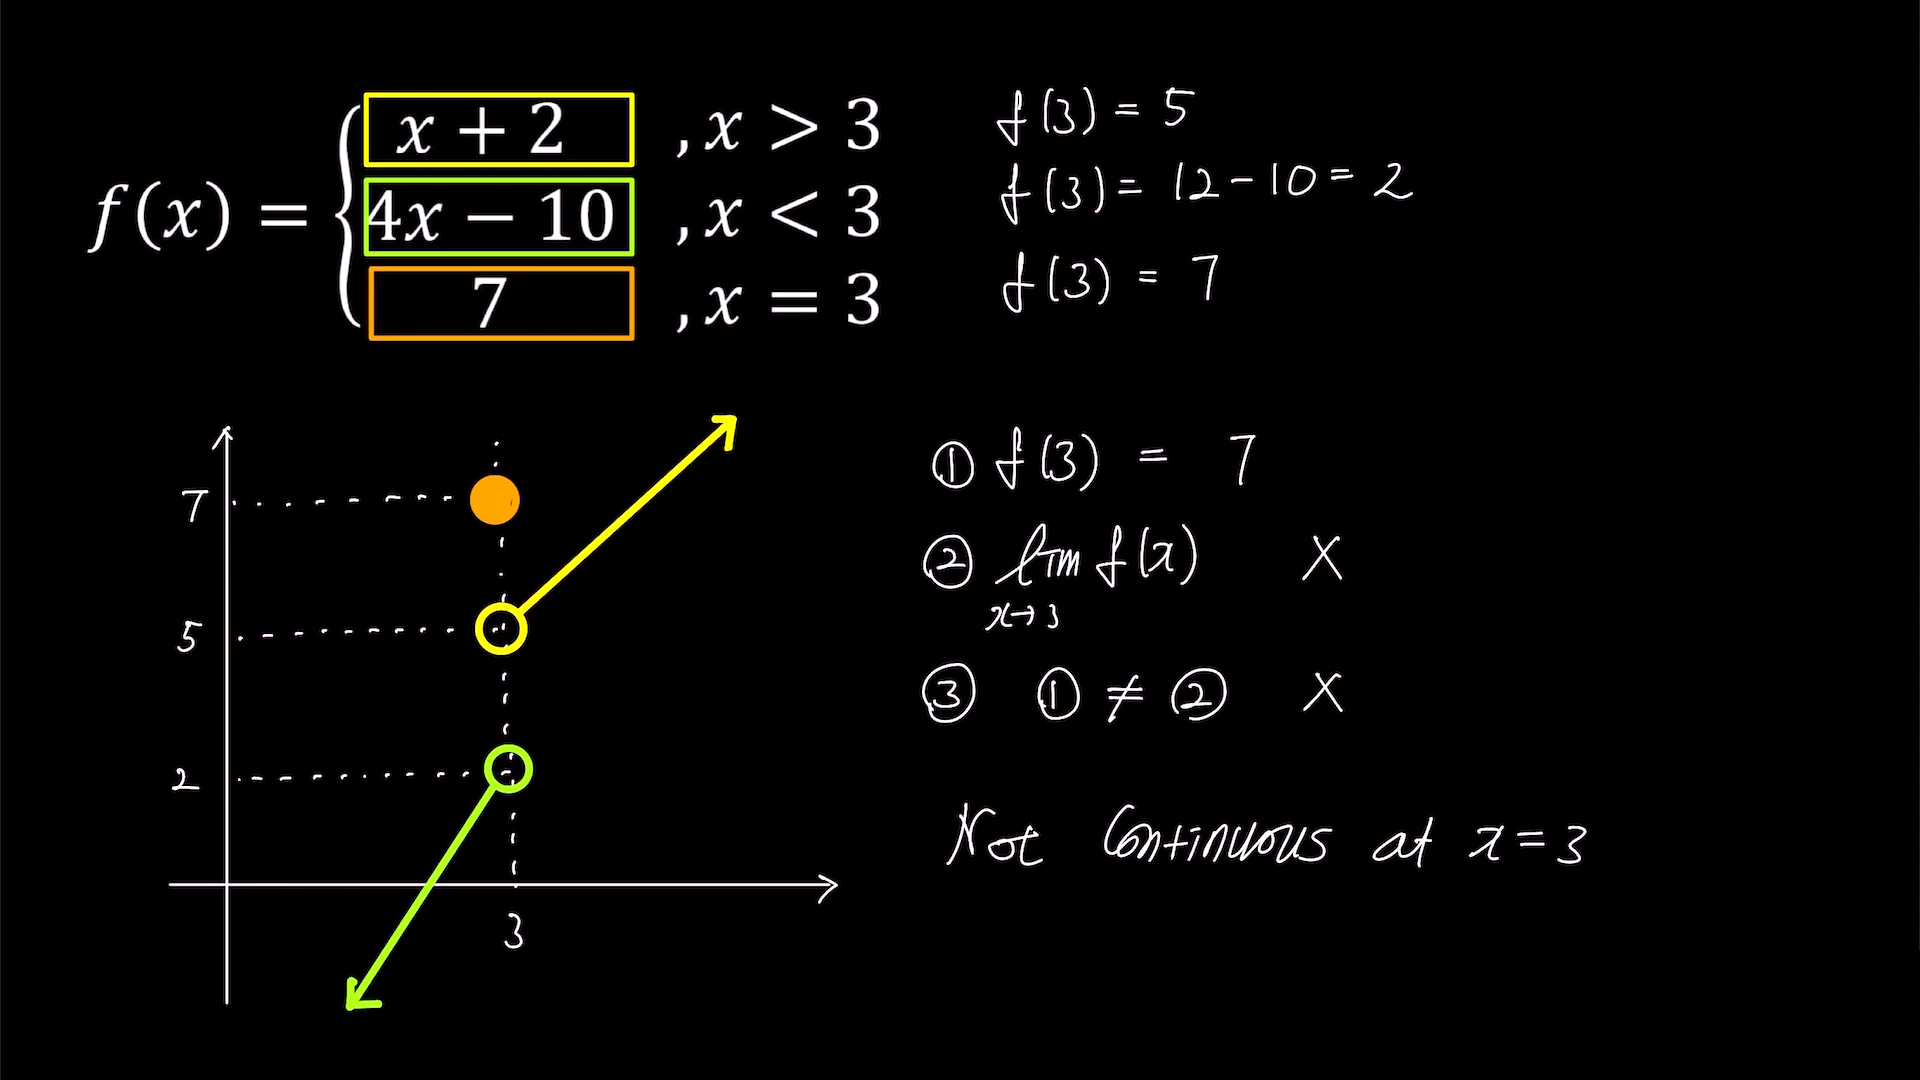 f(x) = { x + 2 , x > 3
4x − 10 , x < 3
7 , x = 3
f(3) = 5
f(3) = 12 - 10 = 2
f(3) = 7
7
5
2
3
① f(3) = 7
② lim f(x) X
x→3
③ ① ≠ ② X
Not Continuous at x = 3